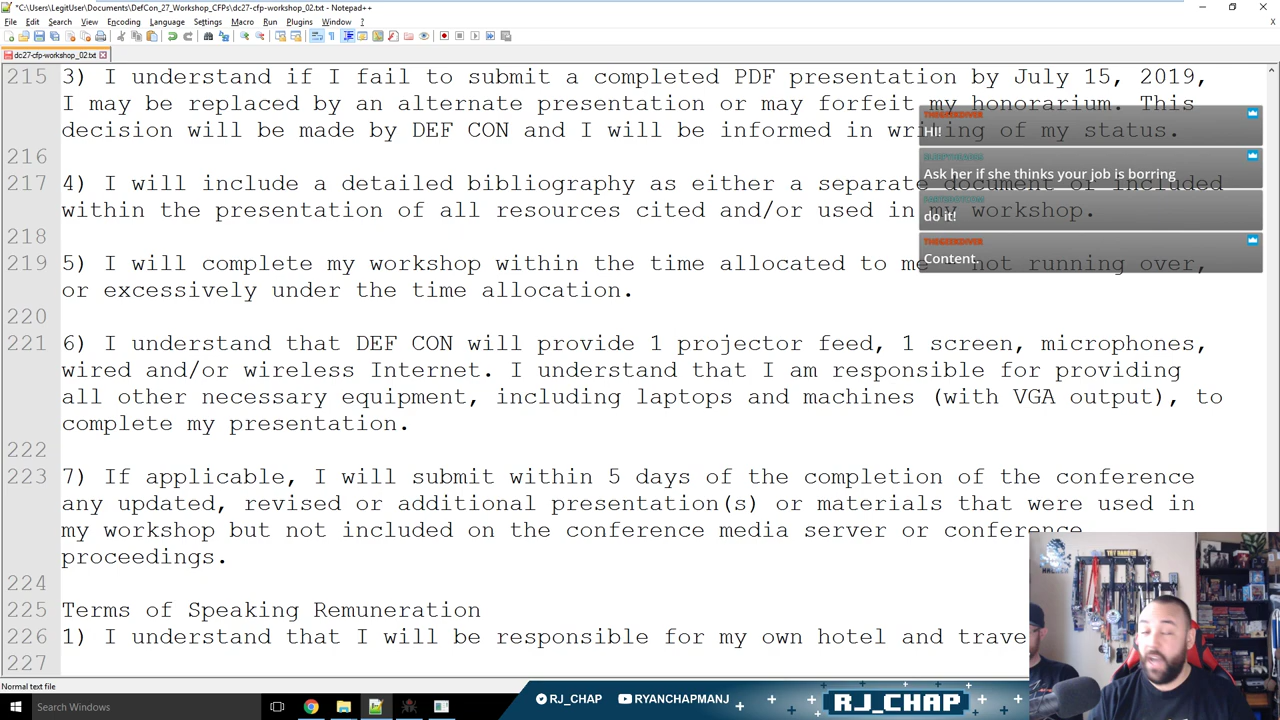 *C:\Users\LegitUser\Documents\DefCon_27_Workshop_CFPs\dc27-cfp-workshop_02.txt - Notepad++
File Edit Search View Encoding Language Settings Macro Run Plugins Window ?
X
dc27-cfp-workshop_02.txt
215 3) I understand if I fail to submit a completed PDF presentation by July 15, 2019,
I may be replaced by an alternate presentation or may forfeit my honorarium. This
decision will be made by DEF CON and I will be informed in writing of my status.
216
217 4) I will include a detailed bibliography as either a separate document or included
within the presentation of all resources cited and/or used in my workshop.
218
219 5) I will complete my workshop within the time allocated to me not running over,
or excessively under the time allocation.
220
221 6) I understand that DEF CON will provide 1 projector feed, 1 screen, microphones,
wired and/or wireless Internet. I understand that I am responsible for providing
all other necessary equipment, including laptops and machines (with VGA output), to
complete my presentation.
222
223 7) If applicable, I will submit within 5 days of the completion of the conference
any updated, revised or additional presentation(s) or materials that were used in
my workshop but not included on the conference media server or conference
proceedings.
224
225 Terms of Speaking Remuneration
226 1) I understand that I will be responsible for my own hotel and trave
227
THEGEEKDIVER
HI!
Ask her if she thinks your job is borring
do it!
THEGEEKDIVER
Content.
Normal text file
Search Windows
RJ_CHAP
RYANCHAPMANJ
RJ_CHAP